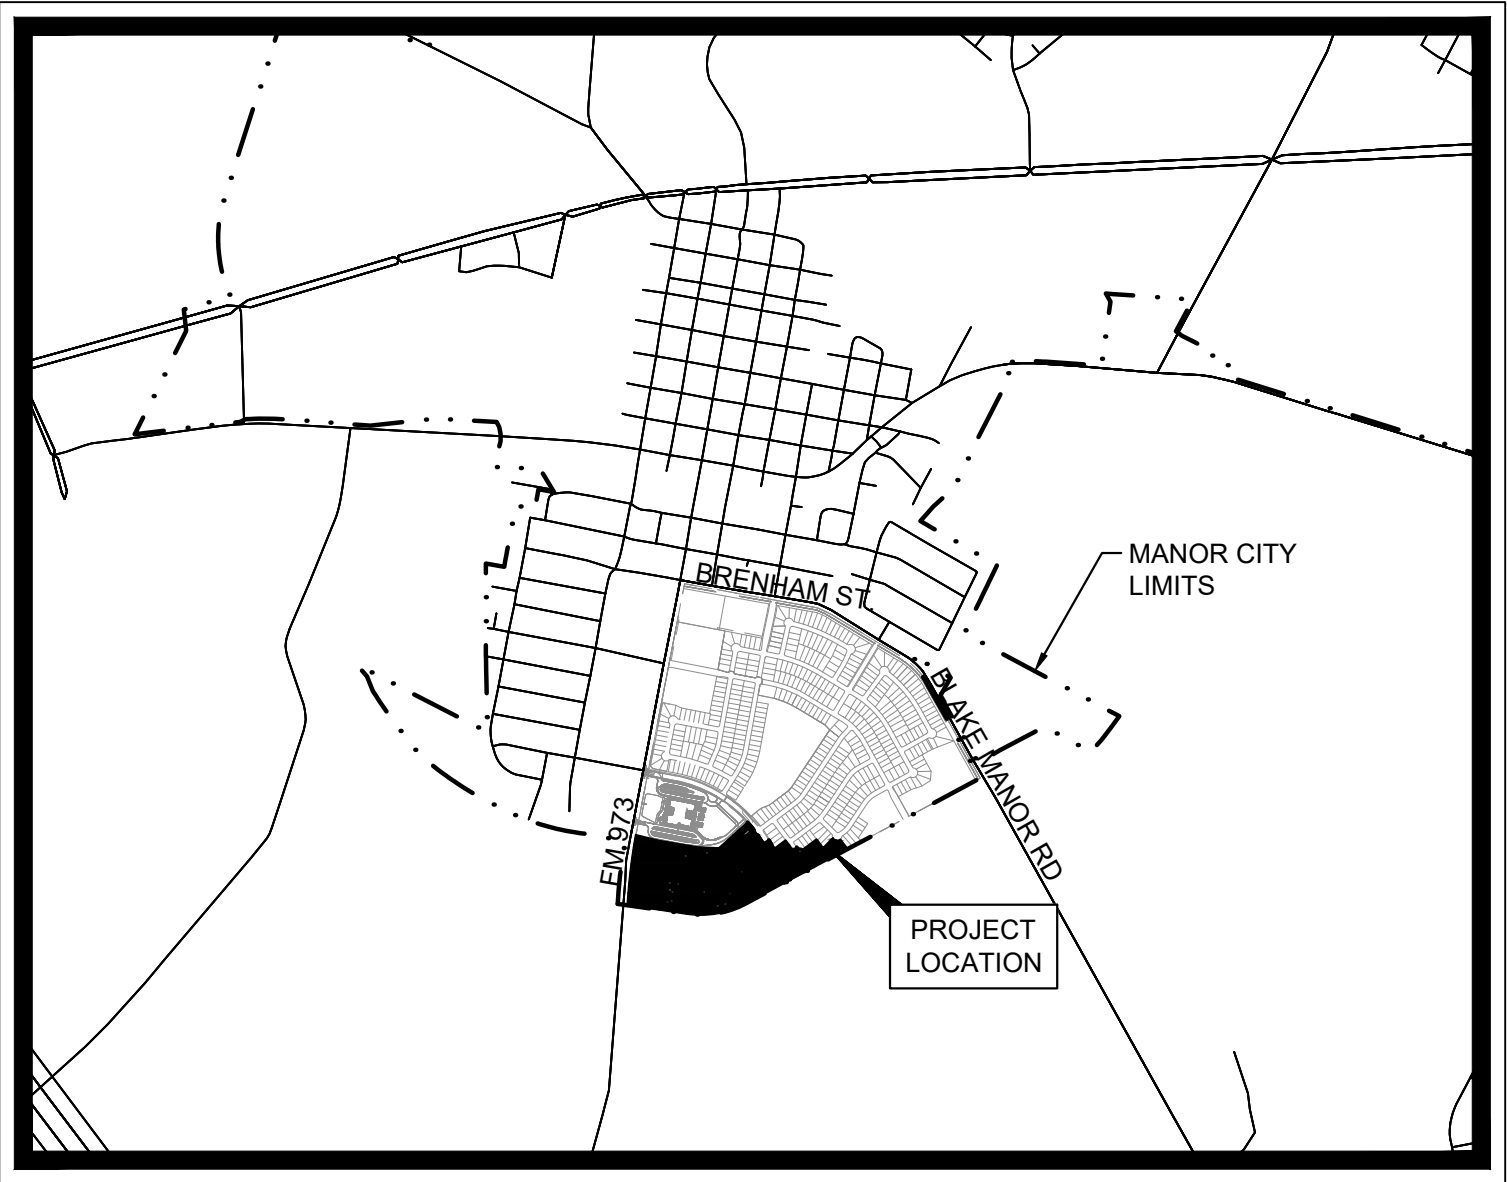 BRENHAM ST.
MANOR CITY
LIMITS
BLAKE MANOR RD
FM 973
PROJECT
LOCATION